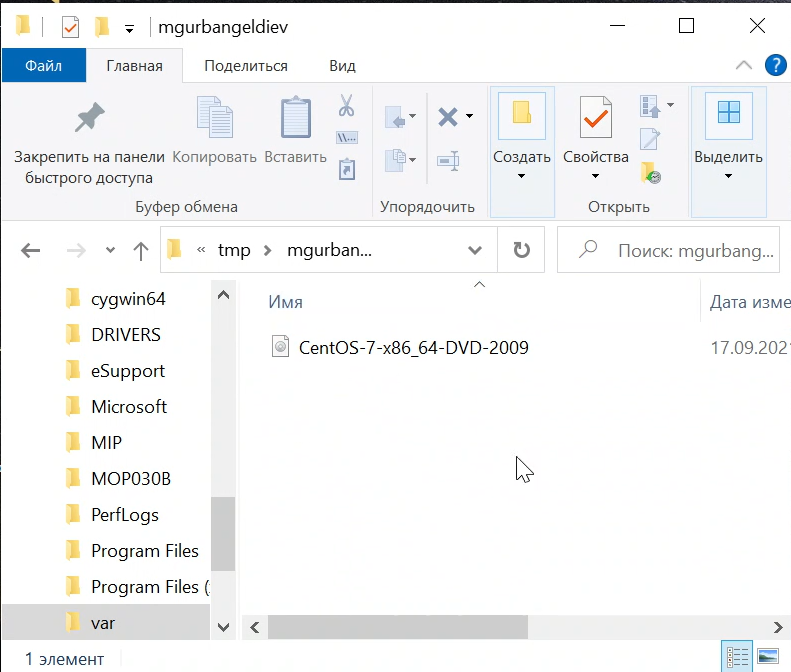 mgurbangeldiev
Файл Главная Поделиться Вид
?
Закрепить на панели быстрого доступа
Копировать
Вставить
W...
Создать
Свойства
Выделить
Буфер обмена Упорядочить Открыть
« tmp > mgurban... Поиск: mgurbang...
Имя Дата изме
CentOS-7-x86_64-DVD-2009 17.09.202
cygwin64
DRIVERS
eSupport
Microsoft
MIP
MOP030B
PerfLogs
Program Files
Program Files (
var
1 элемент